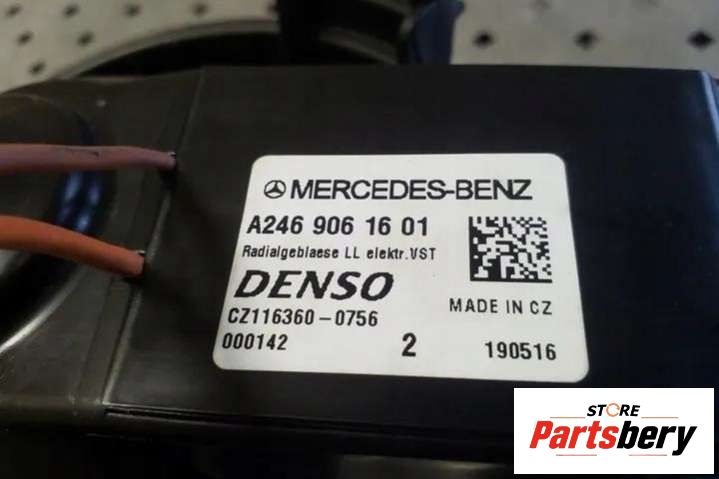 MERCEDES-BENZ
A246 906 16 01
Radialgeblaese LL elektr.VST
DENSO
MADE IN CZ
CZ116360-0756
000142 2 190516
STORE
Partsbery